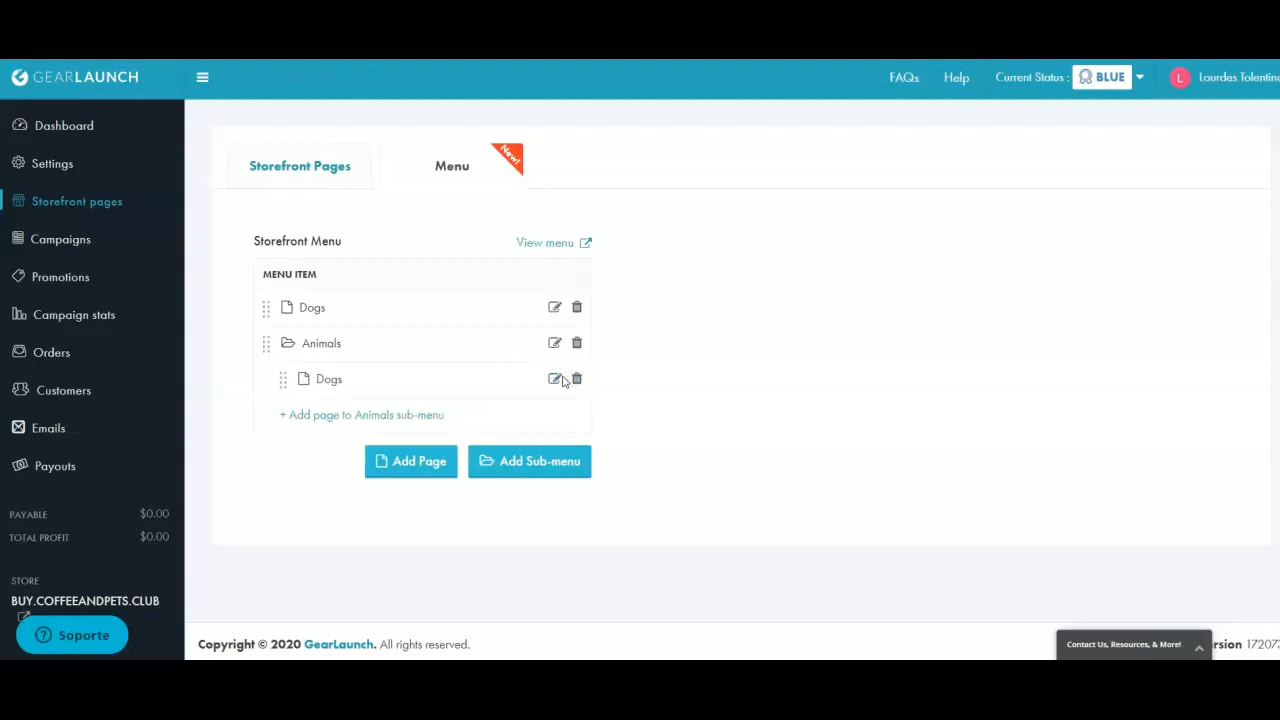 GEARLAUNCH
FAQs
Help
Current Status :
BLUE
L
Lourdes Tolentino
Dashboard
Settings
Storefront pages
Campaigns
Promotions
Campaign stats
Orders
Customers
Emails
Payouts
PAYABLE $0.00
TOTAL PROFIT $0.00
STORE
BUY.COFFEEANDPETS.CLUB
Soporte
Storefront Pages
Menu
New!
Storefront Menu
View menu
MENU ITEM
Dogs
Animals
Dogs
+ Add page to Animals sub-menu
Add Page
Add Sub-menu
Copyright © 2020 GearLaunch. All rights reserved.
Contact Us, Resources, & More!
rsion 172073